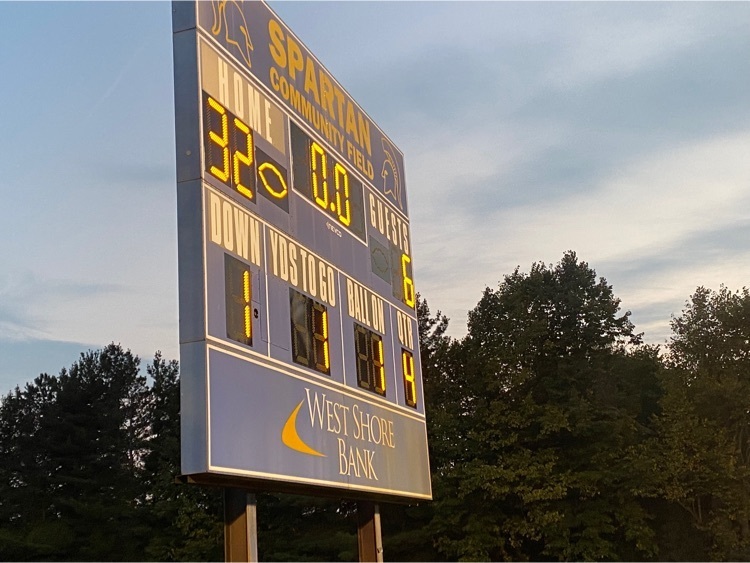 SPARTAN
COMMUNITY FIELD
HOME
32
0.0
GUESTS
6
DOWN
YDS TO GO
BALL ON
QTR
1
1
1
4
WEST SHORE
BANK